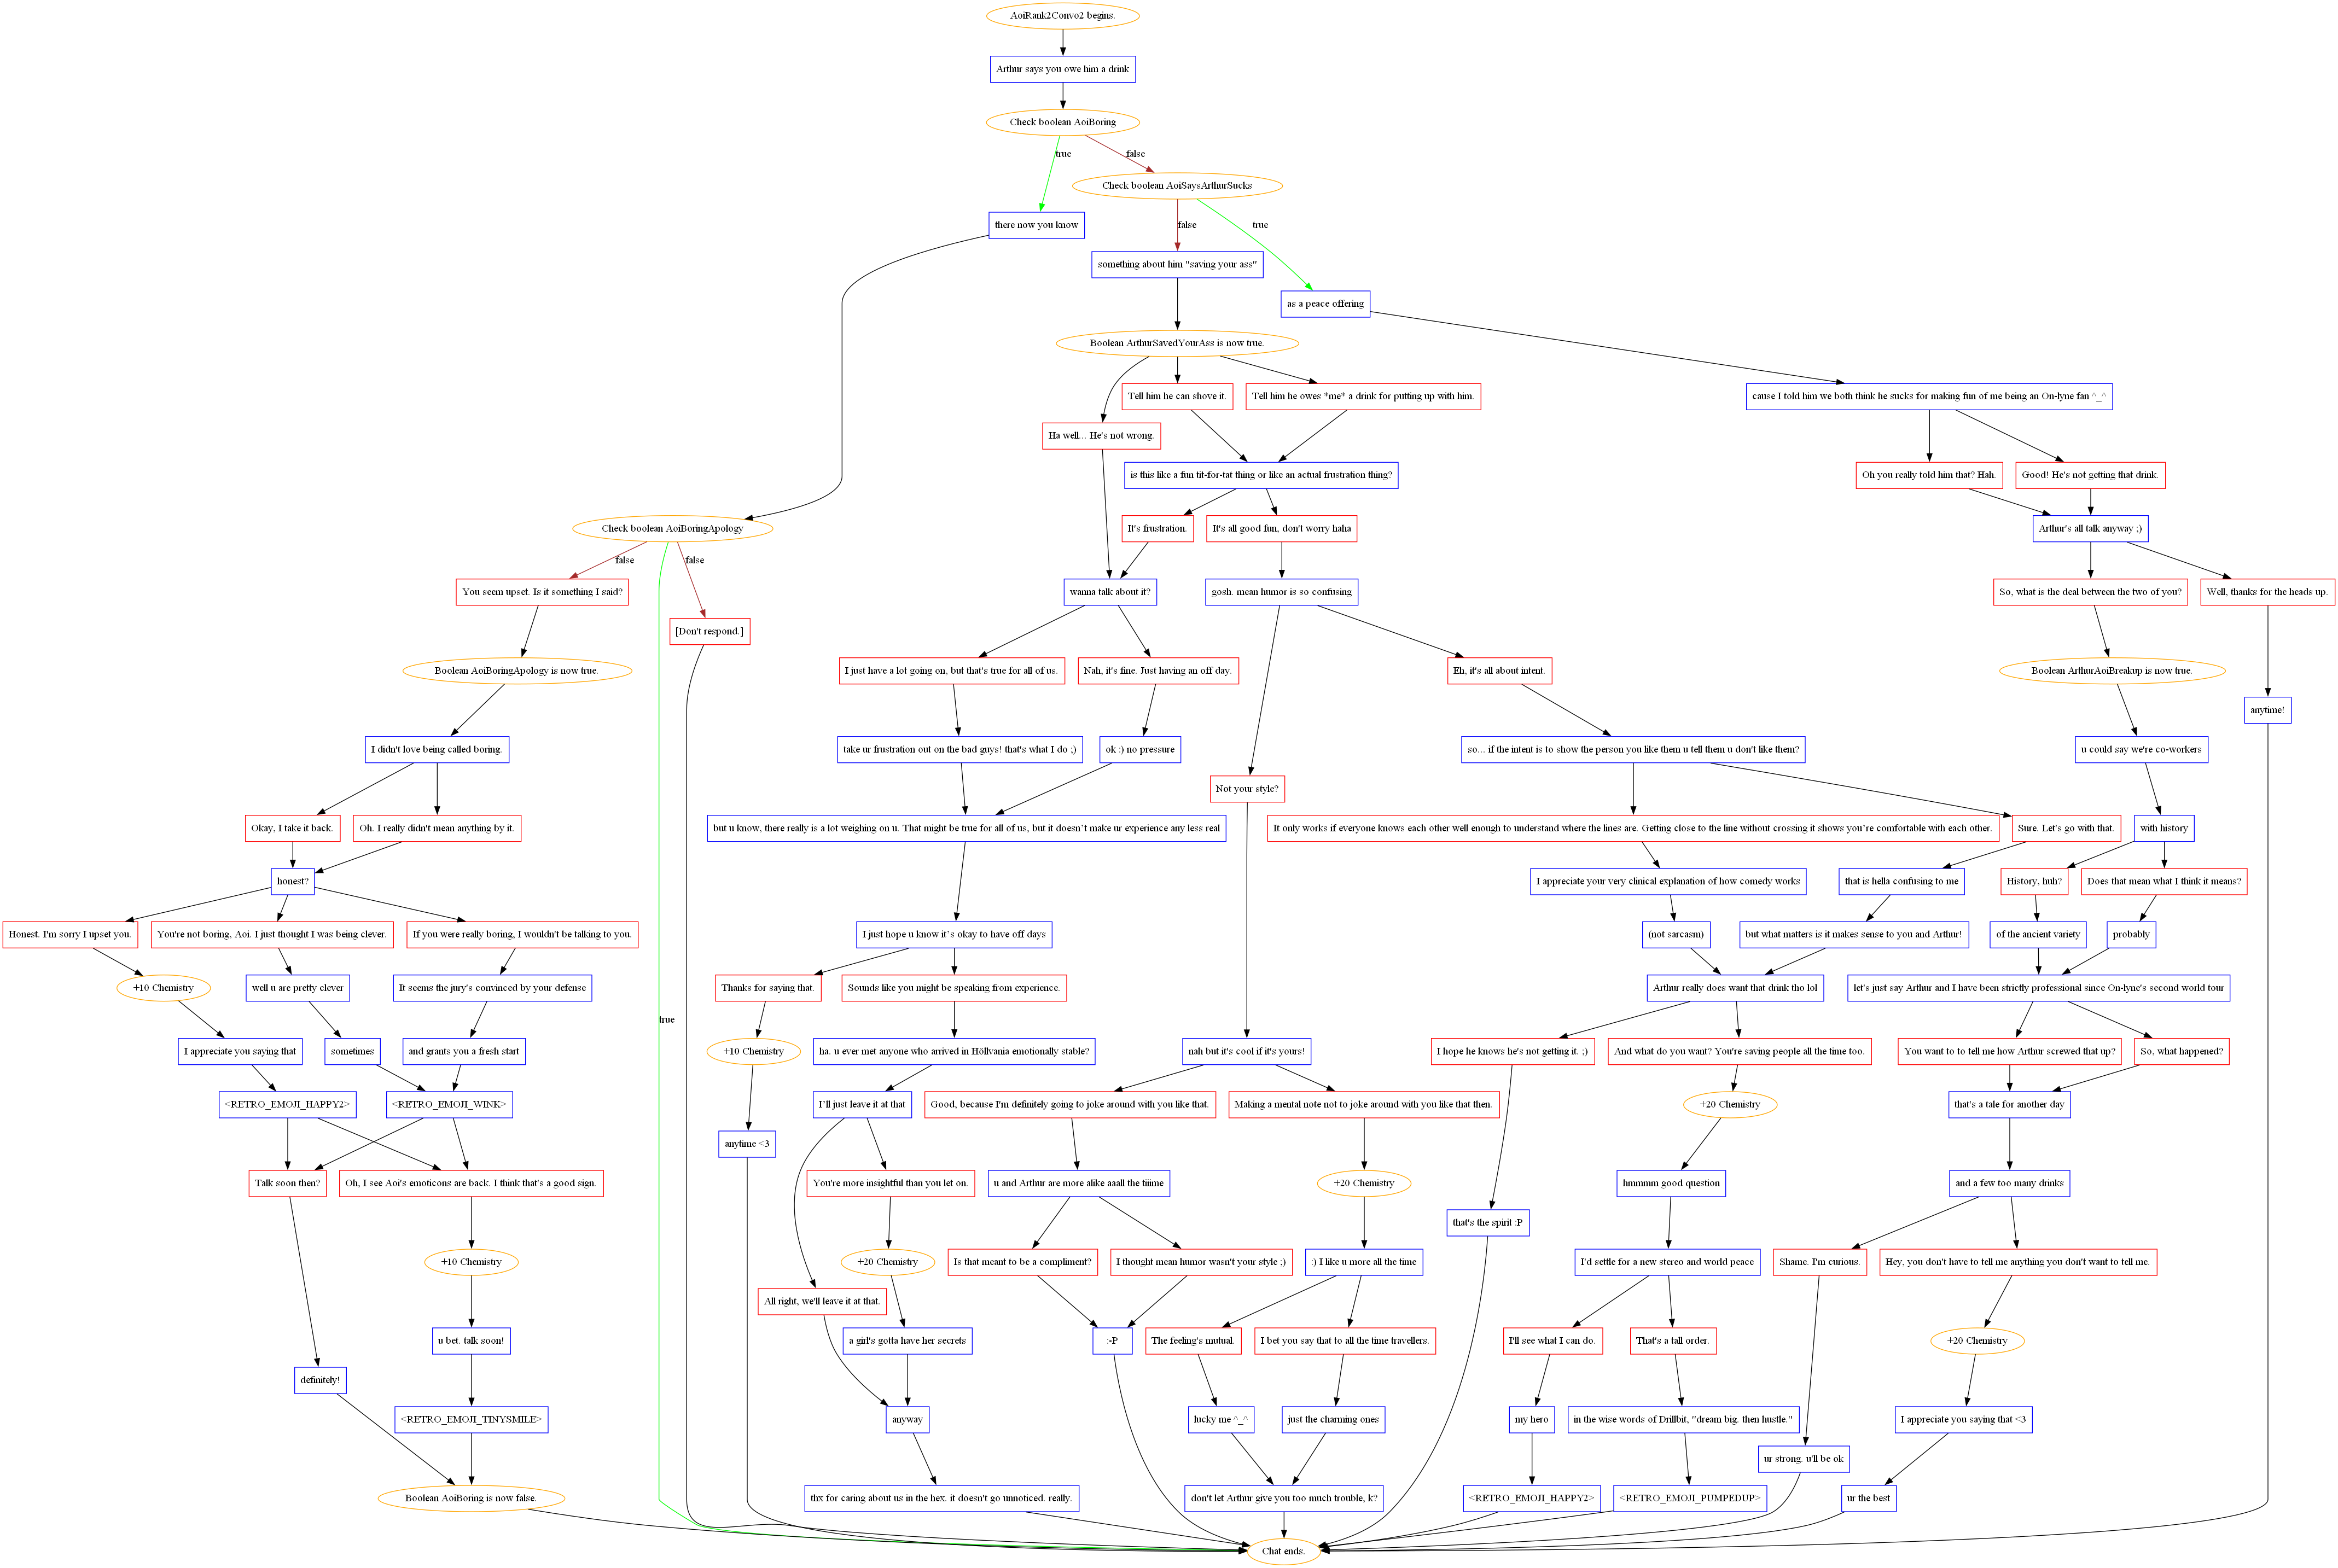 AoiRank2Convo2 begins.
Arthur says you owe him a drink
Check boolean AoiBoring
true
false
Check boolean AoiSaysArthurSucks
there now you know
false
true
something about him "saving your ass"
as a peace offering
Boolean ArthurSavedYourAss is now true.
Tell him he can shove it.
Tell him he owes *me* a drink for putting up with him.
cause I told him we both think he sucks for making fun of me being an On-lyne fan ^_^
Ha well... He's not wrong.
is this like a fun tit-for-tat thing or like an actual frustration thing?
Oh you really told him that? Hah.
Good! He's not getting that drink.
Check boolean AoiBoringApology
It's frustration.
It's all good fun, don't worry haha
Arthur's all talk anyway ;)
false
false
You seem upset. Is it something I said?
wanna talk about it?
gosh. mean humor is so confusing
So, what is the deal between the two of you?
Well, thanks for the heads up.
[Don't respond.]
Boolean AoiBoringApology is now true.
I just have a lot going on, but that's true for all of us.
Nah, it's fine. Just having an off day.
Eh, it's all about intent.
Boolean ArthurAoiBreakup is now true.
anytime!
I didn't love being called boring.
take ur frustration out on the bad guys! that's what I do ;)
ok :) no pressure
so... if the intent is to show the person you like them u tell them u don't like them?
u could say we're co-workers
Not your style?
Okay, I take it back.
Oh. I really didn't mean anything by it.
but u know, there really is a lot weighing on u. That might be true for all of us, but it doesn`t make ur experience any less real
It only works if everyone knows each other well enough to understand where the lines are. Getting close to the line without crossing it shows you`re comfortable with each other.
Sure. Let's go with that.
with history
honest?
I appreciate your very clinical explanation of how comedy works
that is hella confusing to me
History, huh?
Does that mean what I think it means?
Honest. I'm sorry I upset you.
You're not boring, Aoi. I just thought I was being clever.
If you were really boring, I wouldn't be talking to you.
I just hope u know it`s okay to have off days
(not sarcasm)
but what matters is it makes sense to you and Arthur!
of the ancient variety
probably
+10 Chemistry
well u are pretty clever
It seems the jury's convinced by your defense
Thanks for saying that.
Sounds like you might be speaking from experience.
Arthur really does want that drink tho lol
let's just say Arthur and I have been strictly professional since On-lyne's second world tour
true
I appreciate you saying that
sometimes
and grants you a fresh start
+10 Chemistry
ha. u ever met anyone who arrived in Höllvania emotionally stable?
nah but it's cool if it's yours!
I hope he knows he's not getting it. ;)
And what do you want? You're saving people all the time too.
You want to to tell me how Arthur screwed that up?
So, what happened?
<RETRO_EMOJI_HAPPY2>
<RETRO_EMOJI_WINK>
I`ll just leave it at that
Good, because I'm definitely going to joke around with you like that.
Making a mental note not to joke around with you like that then.
+20 Chemistry
that's a tale for another day
anytime <3
Talk soon then?
Oh, I see Aoi's emoticons are back. I think that's a good sign.
You're more insightful than you let on.
u and Arthur are more alike aaall the tiiime
+20 Chemistry
hmmmm good question
and a few too many drinks
that's the spirit :P
+10 Chemistry
+20 Chemistry
Is that meant to be a compliment?
I thought mean humor wasn't your style ;)
:) I like u more all the time
I'd settle for a new stereo and world peace
Shame. I'm curious.
Hey, you don't have to tell me anything you don't want to tell me.
All right, we'll leave it at that.
u bet. talk soon!
a girl's gotta have her secrets
:-P
The feeling's mutual.
I bet you say that to all the time travellers.
I'll see what I can do.
That's a tall order.
+20 Chemistry
definitely!
<RETRO_EMOJI_TINYSMILE>
anyway
lucky me ^_^
just the charming ones
my hero
in the wise words of Drillbit, "dream big. then hustle."
I appreciate you saying that <3
ur strong. u'll be ok
Boolean AoiBoring is now false.
thx for caring about us in the hex. it doesn't go unnoticed. really.
don't let Arthur give you too much trouble, k?
<RETRO_EMOJI_HAPPY2>
<RETRO_EMOJI_PUMPEDUP>
ur the best
Chat ends.